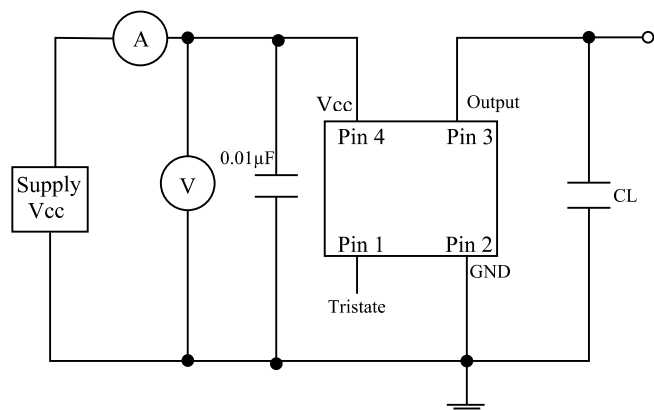 A
Vcc
Output
Pin 4
Pin 3
0.01µF
Supply
Vcc
V
CL
Pin 1
Pin 2
GND
Tristate